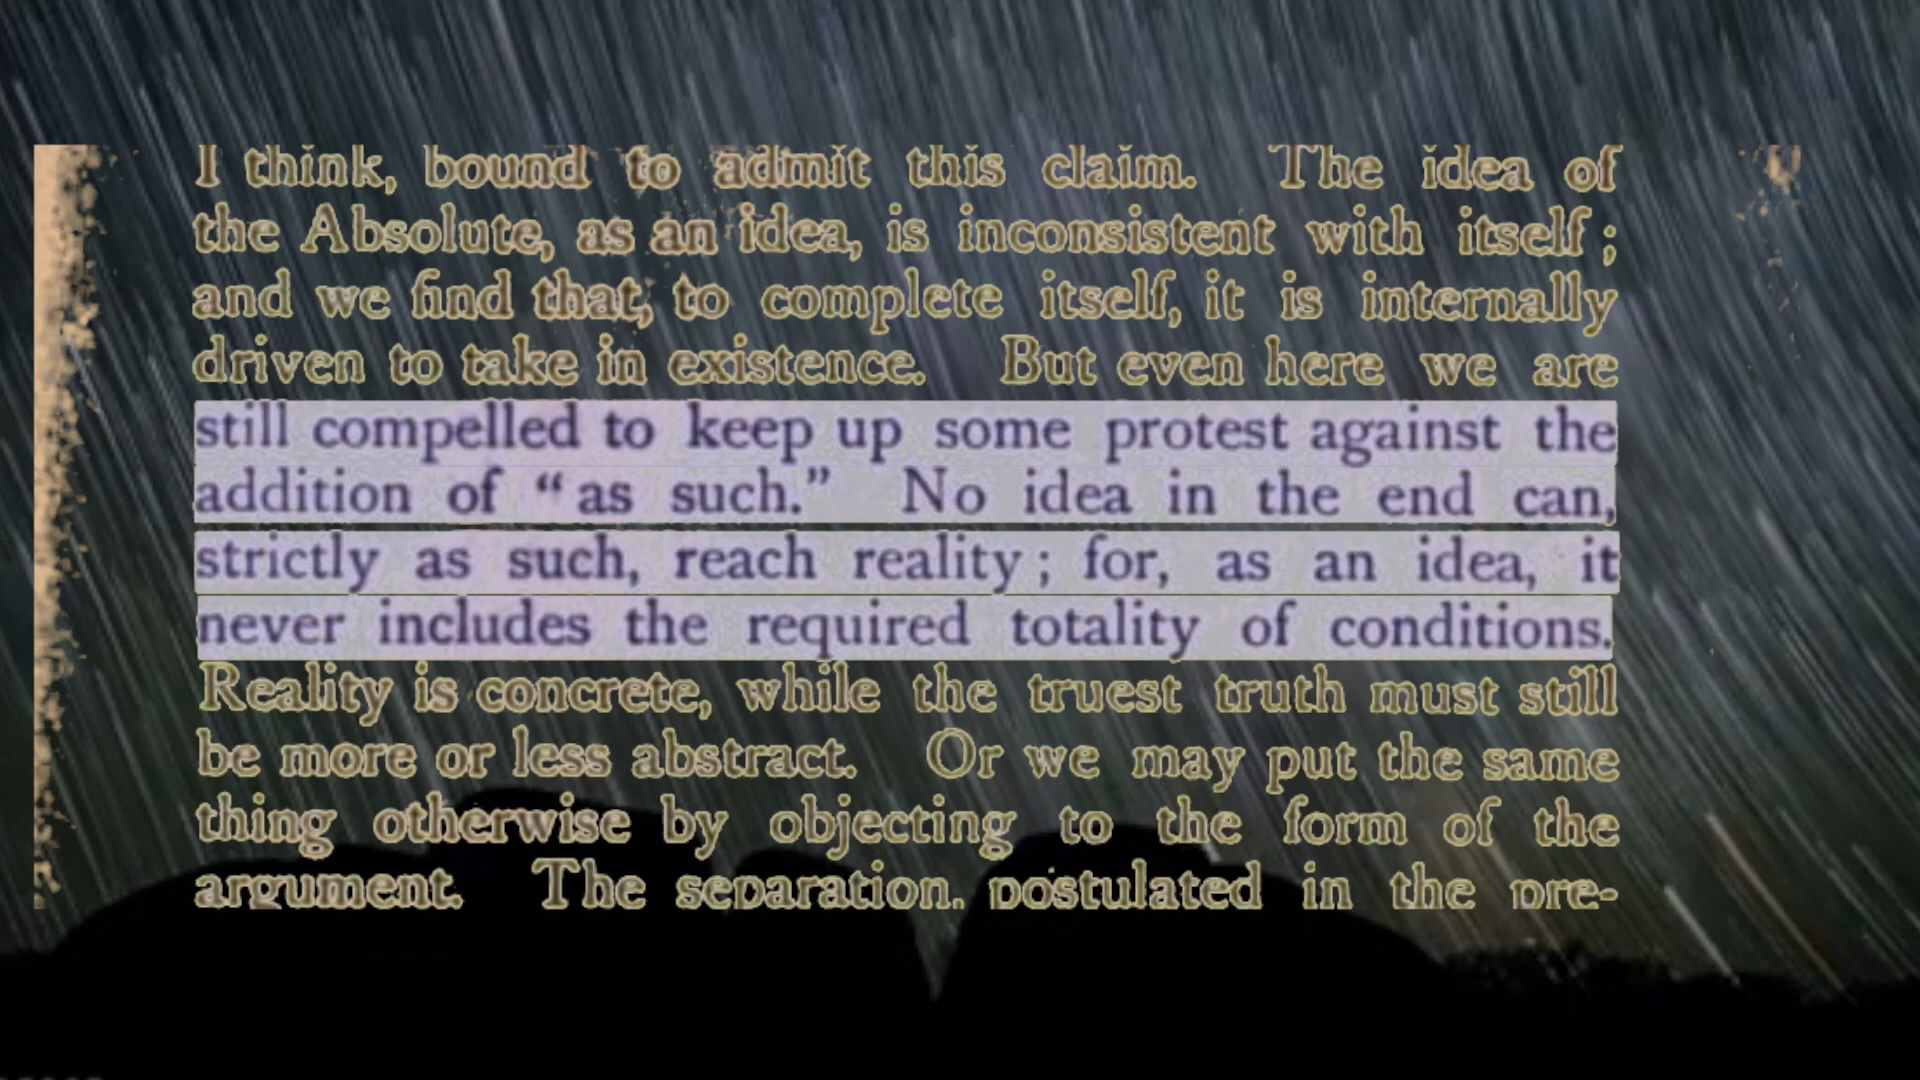 I think, bound to admit this claim. The idea of
the Absolute, as an idea, is inconsistent with itself;
and we find that, to complete itself, it is internally
driven to take in existence. But even here we are
still compelled to keep up some protest against the
addition of “as such.” No idea in the end can,
strictly as such, reach reality; for, as an idea, it
never includes the required totality of conditions.
Reality is concrete, while the truest truth must still
be more or less abstract. Or we may put the same
thing otherwise by objecting to the form of the
argument. The separation, postulated in the pre-